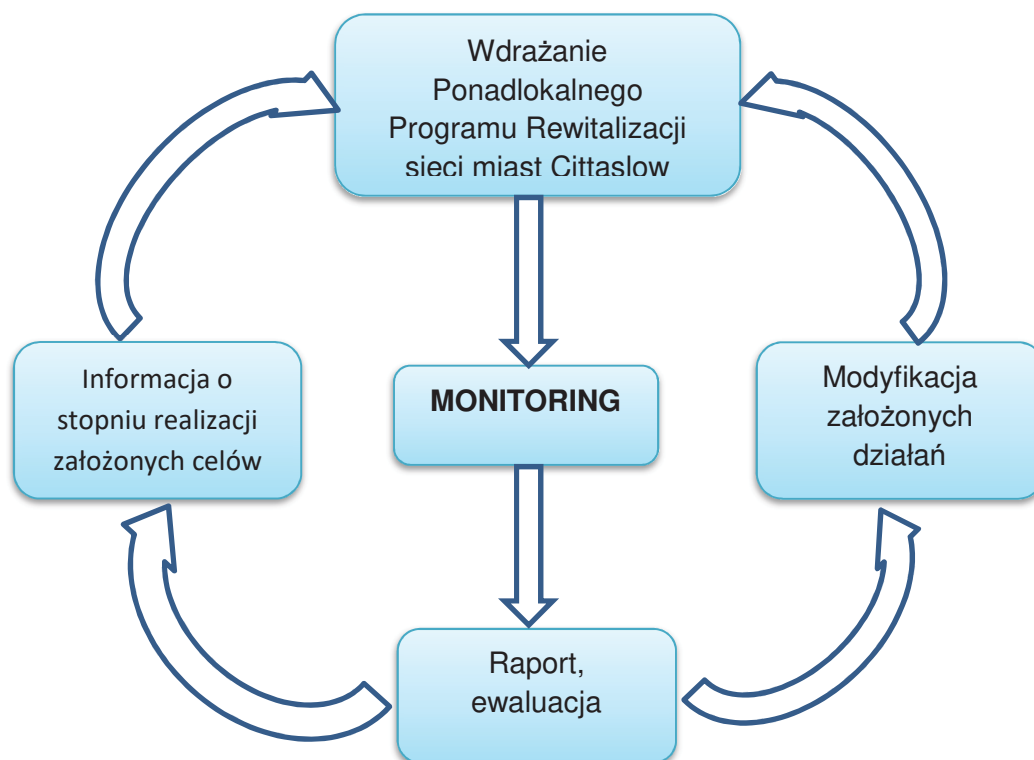 Wdrażanie
Ponadlokalnego
Programu Rewitalizacji
sieci miast Cittaslow
Informacja o
stopniu realizacji
założonych celów
MONITORING
Modyfikacja
założonych
działań
Raport,
ewaluacja